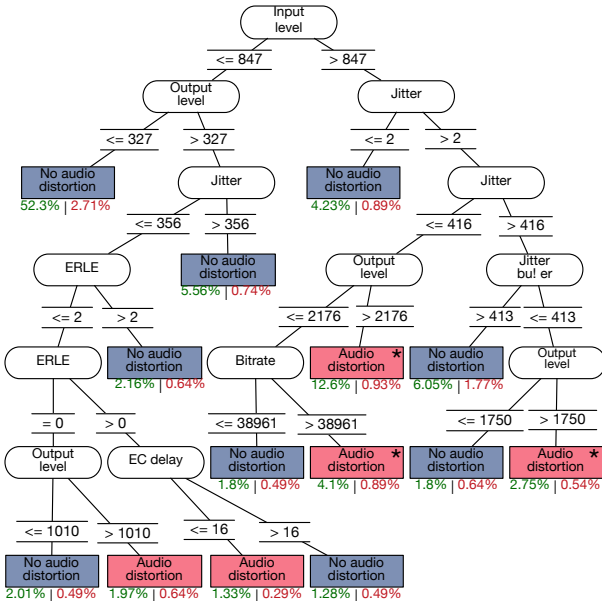 Input
level
<= 847
> 847
Output
level
Jitter
<= 327
> 327
<= 2
> 2
No audio
distortion
52.3% | 2.71%
Jitter
No audio
distortion
4.23% | 0.89%
Jitter
<= 356
> 356
<= 416
> 416
ERLE
No audio
distortion
5.56% | 0.74%
Output
level
Jitter
bu! er
<= 2
> 2
<= 2176
> 2176
> 413
<= 413
ERLE
No audio
distortion
2.16% | 0.64%
Bitrate
Audio *
distortion
12.6% | 0.93%
No audio
distortion
6.05% | 1.77%
Output
level
= 0
> 0
<= 38961
> 38961
<= 1750
> 1750
Output
level
EC delay
No audio
distortion
1.8% | 0.49%
Audio *
distortion
4.1% | 0.89%
No audio
distortion
1.8% | 0.64%
Audio *
distortion
2.75% | 0.54%
<= 1010
> 1010
<= 16
> 16
No audio
distortion
2.01% | 0.49%
Audio
distortion
1.97% | 0.64%
Audio
distortion
1.33% | 0.29%
No audio
distortion
1.28% | 0.49%